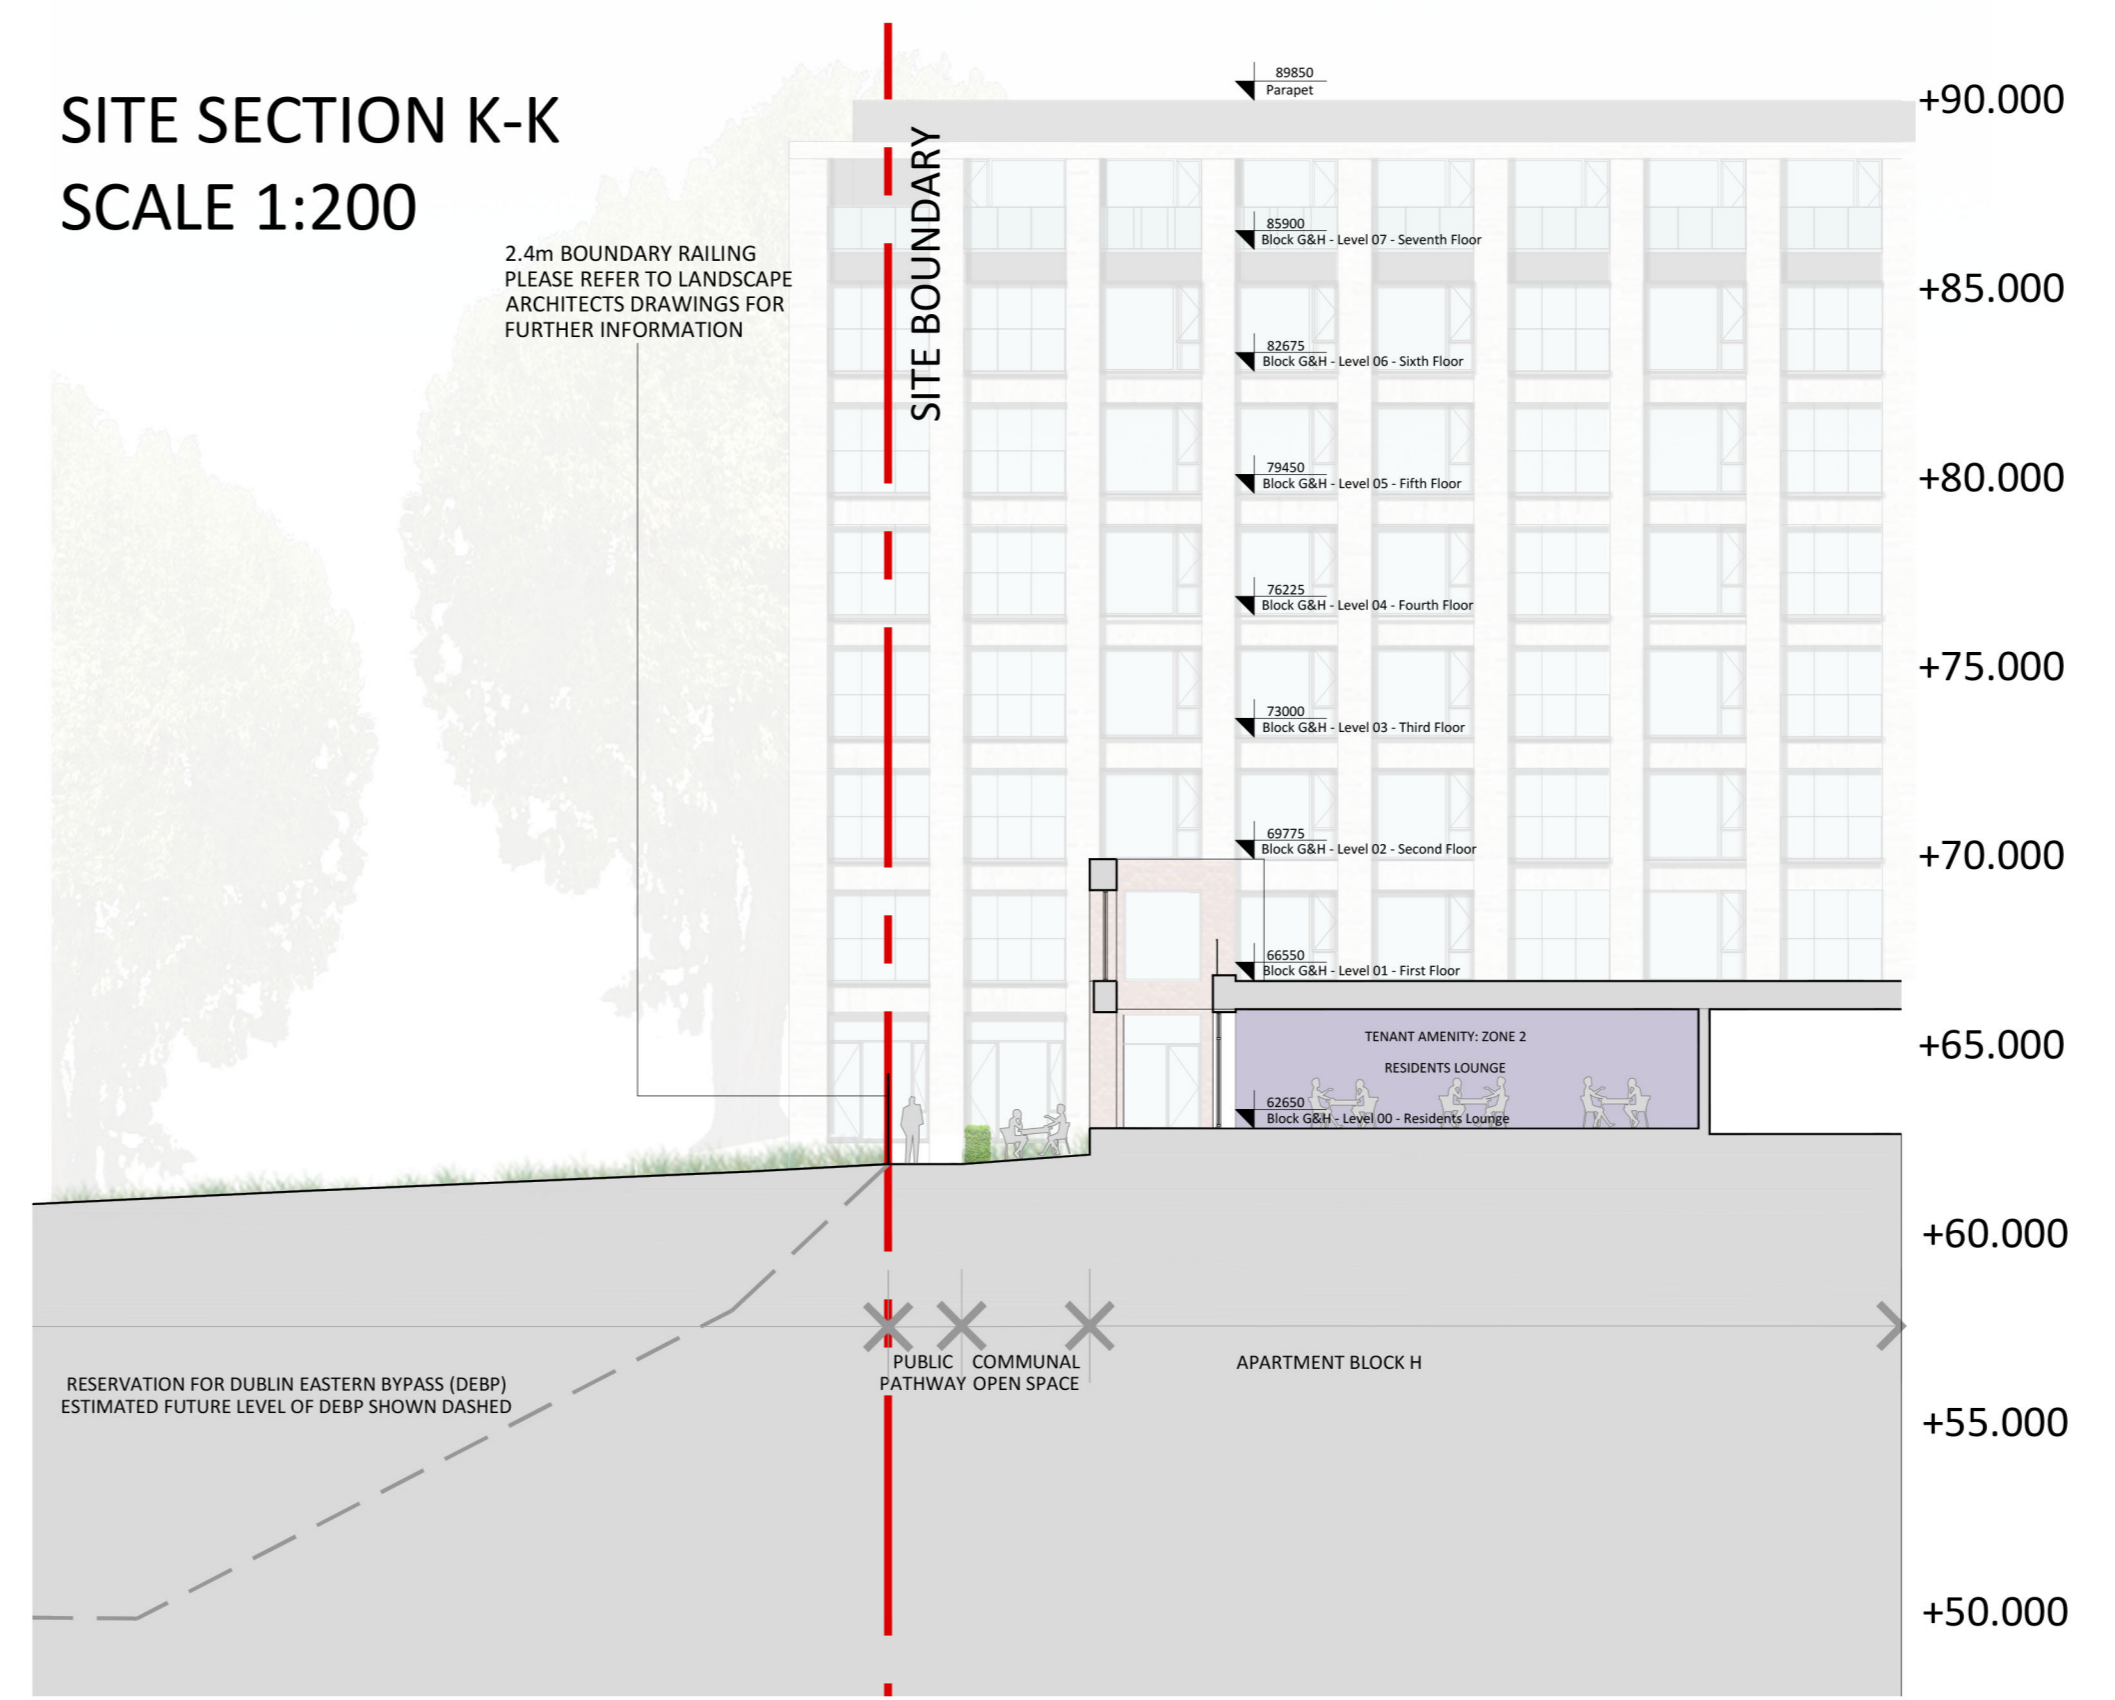 SITE SECTION K-K
SCALE 1:200
2.4m BOUNDARY RAILING
PLEASE REFER TO LANDSCAPE
ARCHITECTS DRAWINGS FOR
FURTHER INFORMATION
SITE BOUNDARY
89850
Parapet
85900
Block G&H - Level 07 - Seventh Floor
82675
Block G&H - Level 06 - Sixth Floor
79450
Block G&H - Level 05 - Fifth Floor
76225
Block G&H - Level 04 - Fourth Floor
73000
Block G&H - Level 03 - Third Floor
69775
Block G&H - Level 02 - Second Floor
66550
Block G&H - Level 01 - First Floor
TENANT AMENITY: ZONE 2
RESIDENTS LOUNGE
62650
Block G&H - Level 00 - Residents Lounge
+90.000
+85.000
+80.000
+75.000
+70.000
+65.000
+60.000
+55.000
+50.000
RESERVATION FOR DUBLIN EASTERN BYPASS (DEBP)
ESTIMATED FUTURE LEVEL OF DEBP SHOWN DASHED
PUBLIC
PATHWAY
COMMUNAL
OPEN SPACE
APARTMENT BLOCK H